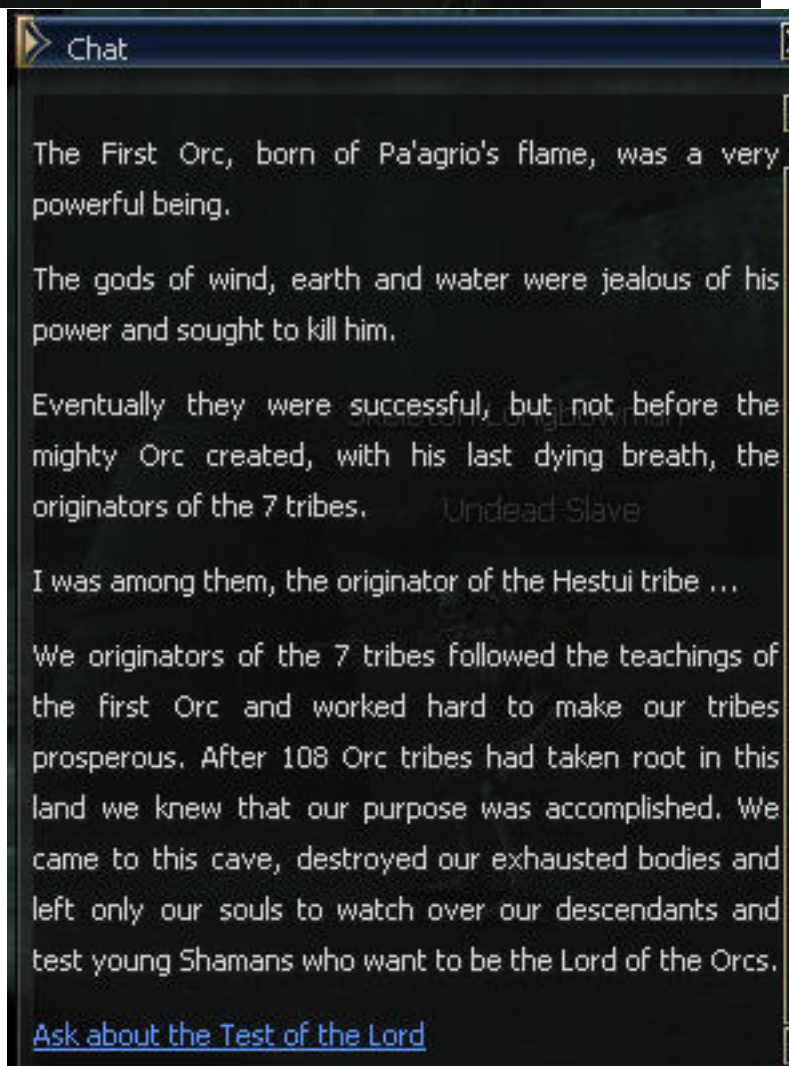 Chat
The First Orc, born of Pa'agrio's flame, was a very
powerful being.
The gods of wind, earth and water were jealous of his
power and sought to kill him.
Eventually they were successful, but not before the
Skeleton Longbowman
mighty Orc created, with his last dying breath, the
originators of the 7 tribes.
Undead Slave
I was among them, the originator of the Hestui tribe ...
We originators of the 7 tribes followed the teachings of
the first Orc and worked hard to make our tribes
prosperous. After 108 Orc tribes had taken root in this
land we knew that our purpose was accomplished. We
came to this cave, destroyed our exhausted bodies and
left only our souls to watch over our descendants and
test young Shamans who want to be the Lord of the Orcs.
Ask about the Test of the Lord